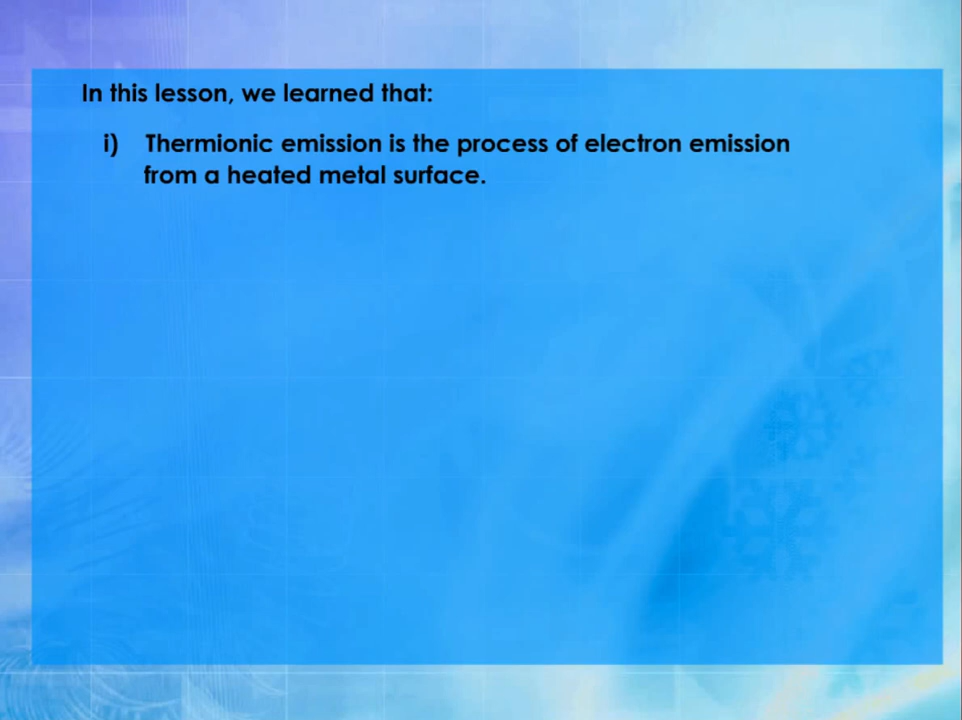 In this lesson, we learned that:
i) Thermionic emission is the process of electron emission
from a heated metal surface.